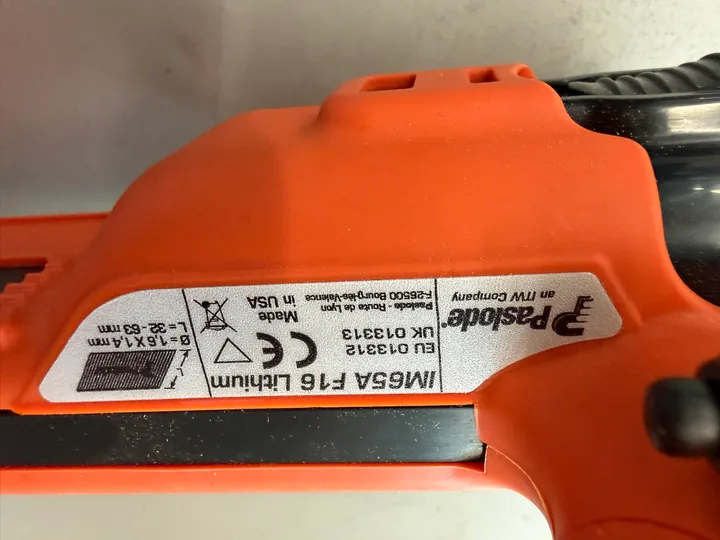 Paslode®
an ITW Company
IM65A F16 Lithium
EU 013312
UK 013313
CE
Made
in USA
Paslode - Route de Lyon
F-26500 Bourg-lès-Valence
L
Ø = 1,6 X 1,4 mm
L = 32- 63 mm